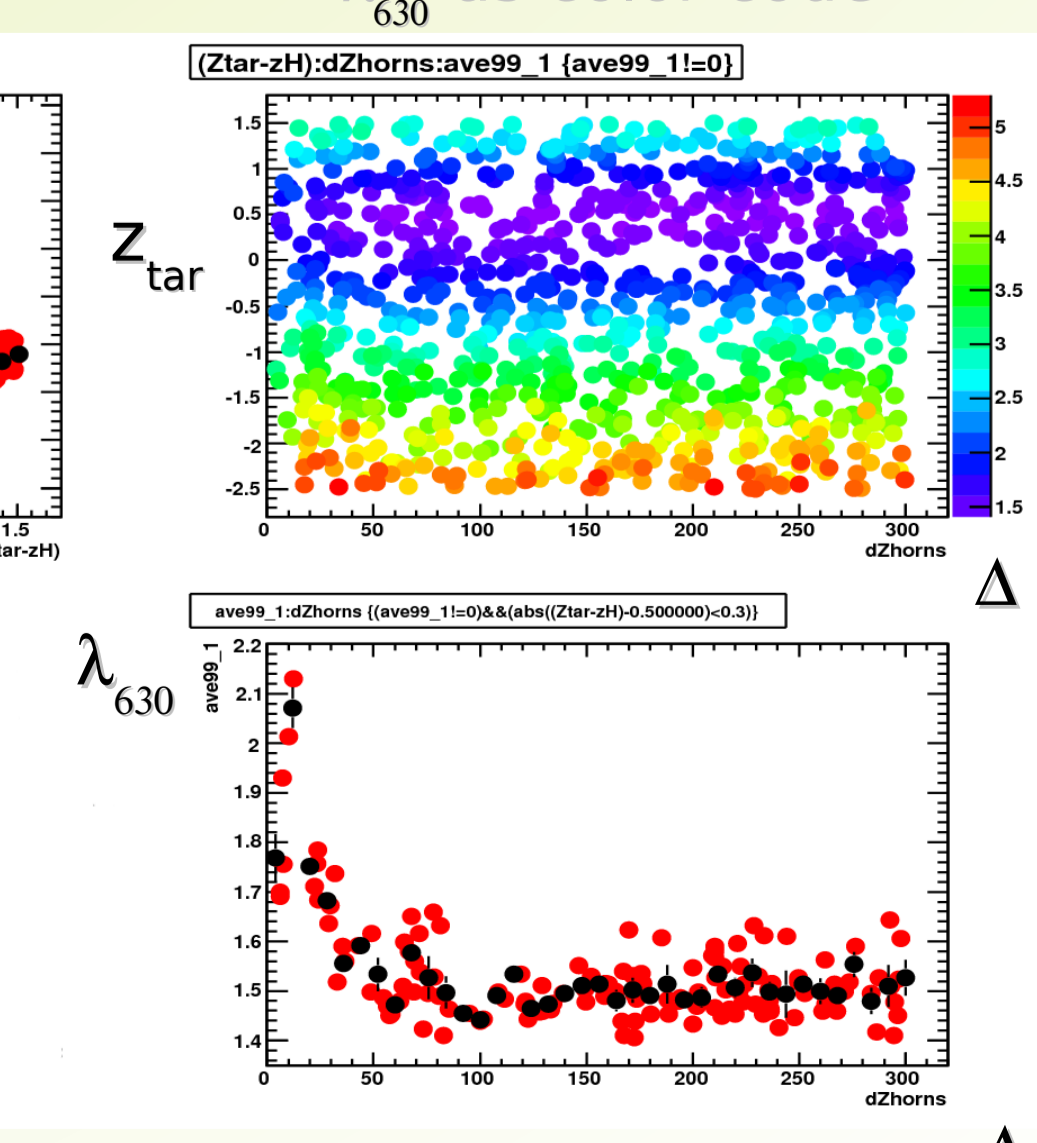 630
(Ztar-zH):dZhorns:ave99_1 {ave99_1!=0}
1.5
1
0.5
0
-0.5
-1
-1.5
-2
-2.5
z
tar
0 50 100 150 200 250 300
dZhorns
5
4.5
4
3.5
3
2.5
2
1.5
1.5
tar-zH)
Δ
ave99_1:dZhorns {(ave99_1!=0)&&(abs((Ztar-zH)-0.500000)<0.3)}
λ
630
ave99_1
2.2
2.1
2
1.9
1.8
1.7
1.6
1.5
1.4
0 50 100 150 200 250 300
dZhorns